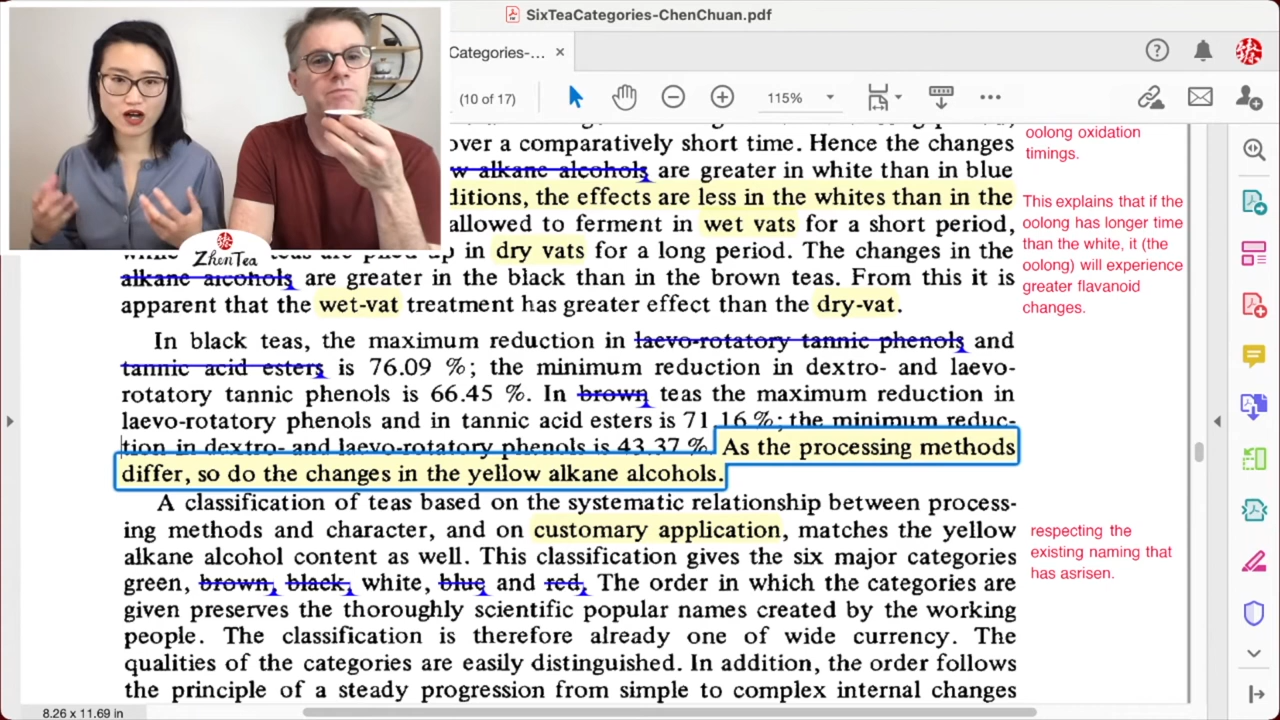 SixTeaCategories-ChenChuan.pdf
Categories-... ×
(10 of 17)
115%
over a comparatively short time. Hence the changes
w alkane alcohols are greater in white than in blue
ditions, the effects are less in the whites than in the
allowed to ferment in wet vats for a short period,
in dry vats for a long period. The changes in the
alkane alcohols are greater in the black than in the brown teas. From this it is
apparent that the wet-vat treatment has greater effect than the dry-vat.
In black teas, the maximum reduction in laevo-rotatory tannic phenols and
tannic acid esters is 76.09 %; the minimum reduction in dextro- and laevo-
rotatory tannic phenols is 66.45 %. In brown teas the maximum reduction in
laevo-rotatory phenols and in tannic acid esters is 71.16 %; the minimum reduc-
tion in dextro- and laevo-rotatory phenols is 43.37 %. As the processing methods
differ, so do the changes in the yellow alkane alcohols.
A classification of teas based on the systematic relationship between process-
ing methods and character, and on customary application, matches the yellow
alkane alcohol content as well. This classification gives the six major categories
green, brown, black, white, blue and red. The order in which the categories are
given preserves the thoroughly scientific popular names created by the working
people. The classification is therefore already one of wide currency. The
qualities of the categories are easily distinguished. In addition, the order follows
the principle of a steady progression from simple to complex internal changes
oolong oxidation
timings.
This explains that if the
oolong has longer time
than the white, it (the
oolong) will experience
greater flavanoid
changes.
respecting the
existing naming that
has asrisen.
ZhenTea
8.26 x 11.69 in